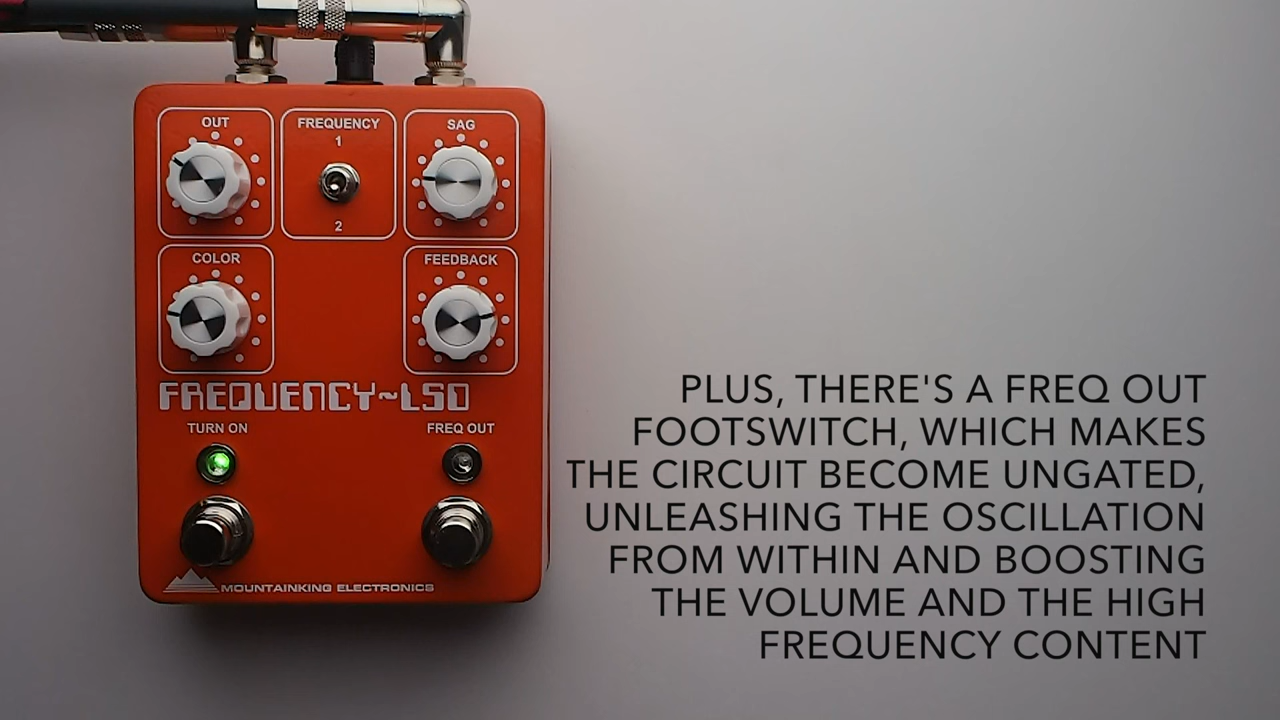 OUT
FREQUENCY
1
2
SAG
COLOR
FEEDBACK
FREQUENCY~LSD
TURN ON
FREQ OUT
MOUNTAINKING ELECTRONICS
PLUS, THERE'S A FREQ OUT
FOOTSWITCH, WHICH MAKES
THE CIRCUIT BECOME UNGATED,
UNLEASHING THE OSCILLATION
FROM WITHIN AND BOOSTING
THE VOLUME AND THE HIGH
FREQUENCY CONTENT